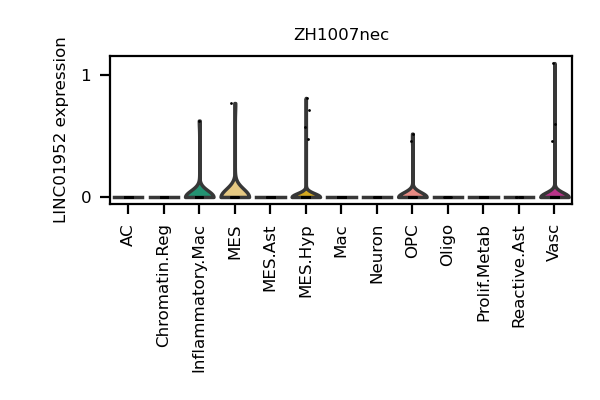 ZH1007nec
LINC01952 expression
1
0
AC
Chromatin.Reg
Inflammatory.Mac
MES
MES.Ast
MES.Hyp
Mac
Neuron
OPC
Oligo
Prolif.Metab
Reactive.Ast
Vasc